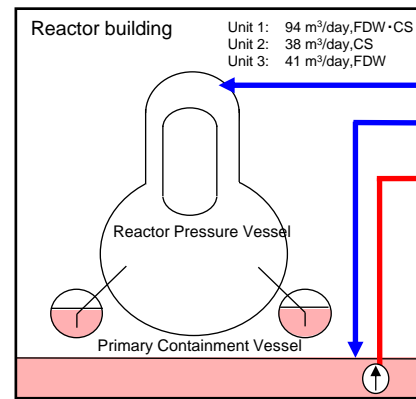 Reactor building
Unit 1: 94 m³/day,FDW・CS
Unit 2: 38 m³/day,CS
Unit 3: 41 m³/day,FDW
Reactor Pressure Vessel
Primary Containment Vessel